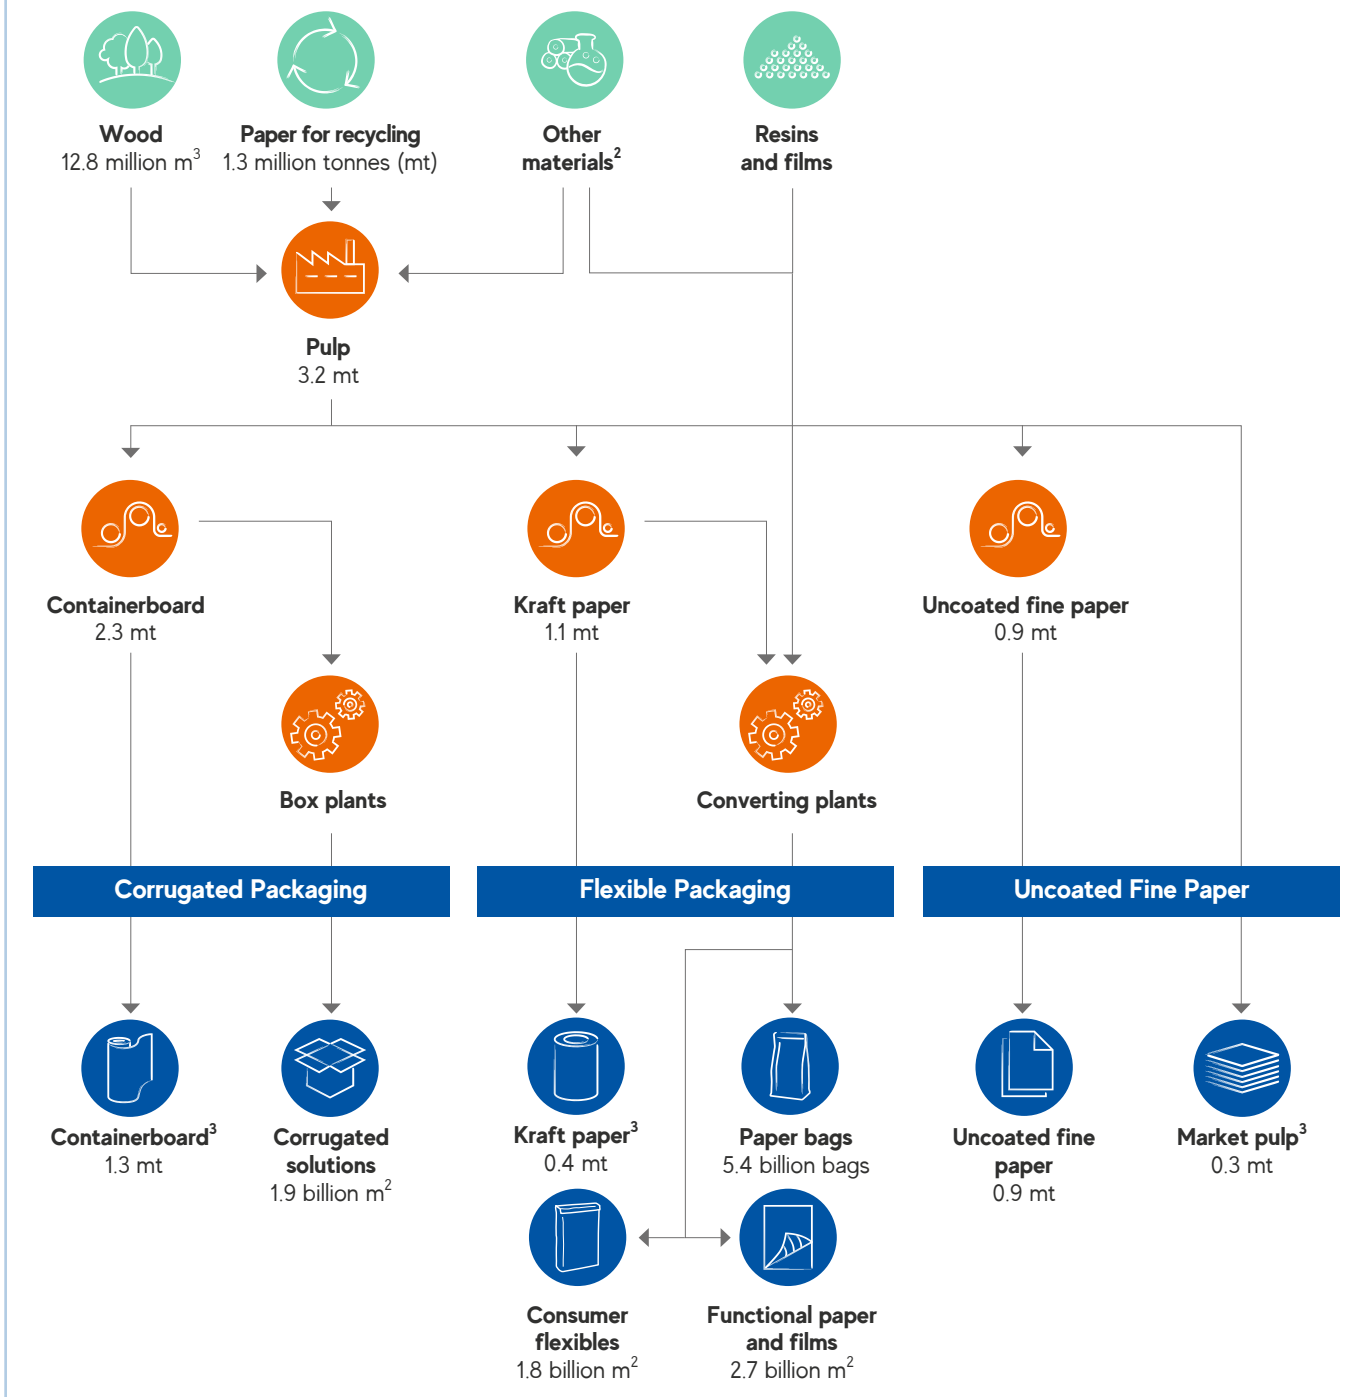 Wood
12.8 million m³
Paper for recycling
1.3 million tonnes (mt)
Other
materials²
Resins
and films
Pulp
3.2 mt
Containerboard
2.3 mt
Kraft paper
1.1 mt
Uncoated fine paper
0.9 mt
Box plants
Converting plants
Corrugated Packaging
Flexible Packaging
Uncoated Fine Paper
Containerboard³
1.3 mt
Corrugated
solutions
1.9 billion m²
Kraft paper³
0.4 mt
Paper bags
5.4 billion bags
Uncoated fine
paper
0.9 mt
Market pulp³
0.3 mt
Consumer
flexibles
1.8 billion m²
Functional paper
and films
2.7 billion m²